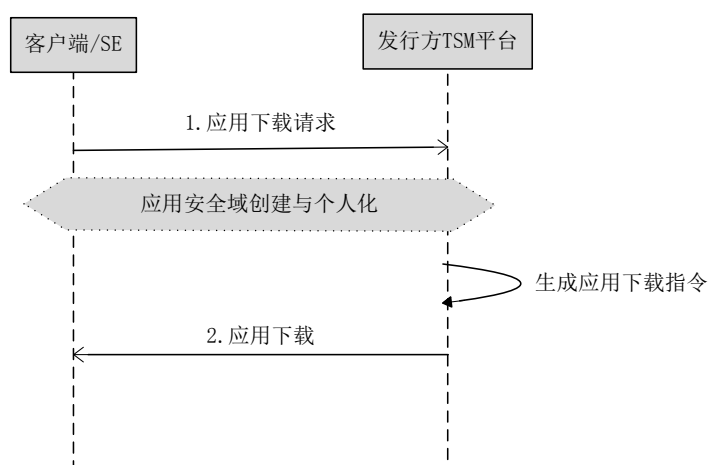 客户端/SE
发行方TSM平台
1.应用下载请求
应用安全域创建与个人化
生成应用下载指令
2.应用下载